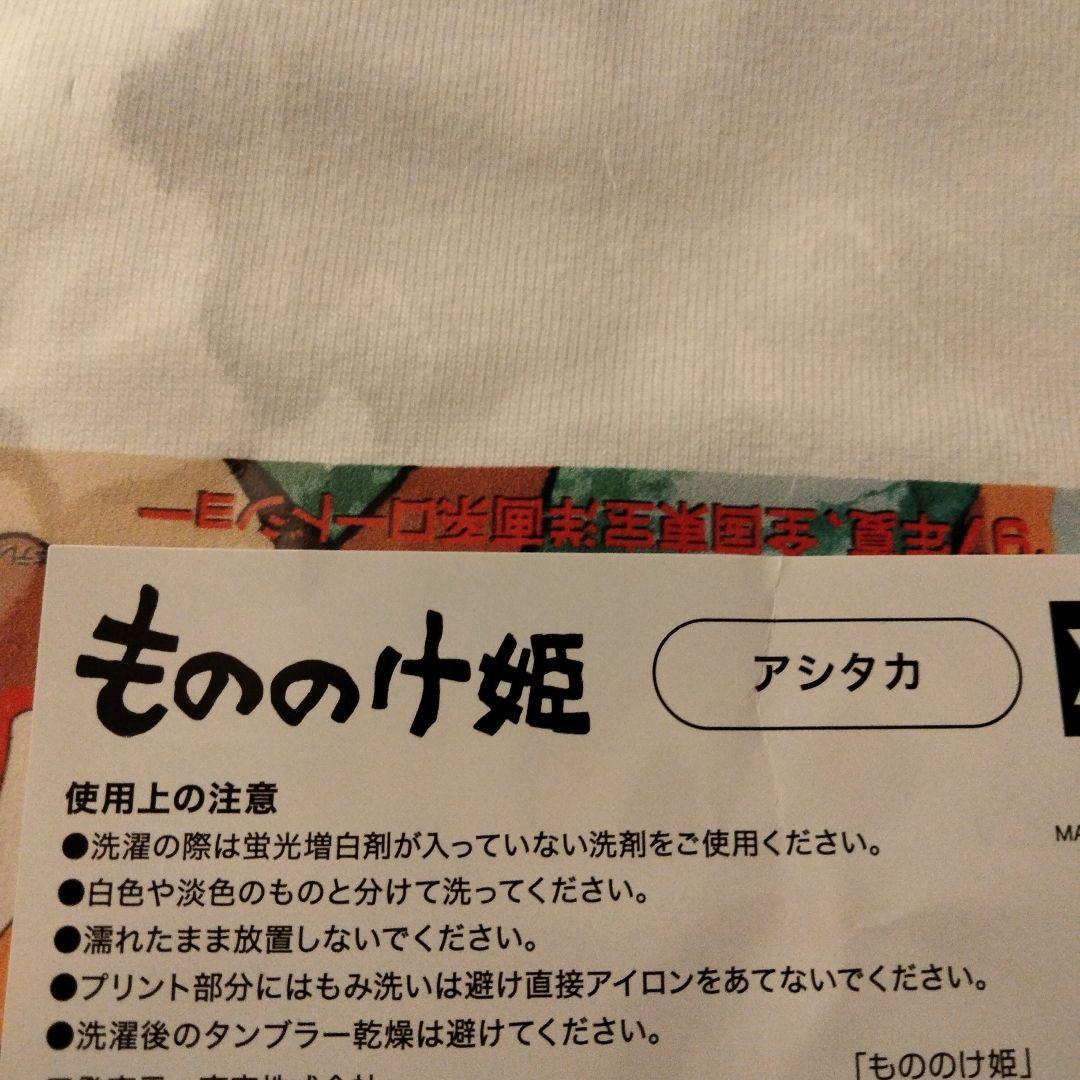 97年夏、全国東宝洋画系ロードショー
もののけ姫
アシタカ
使用上の注意
●洗濯の際は蛍光増白剤が入っていない洗剤をご使用ください。
MA
●白色や淡色のものと分けて洗ってください。
●濡れたまま放置しないでください。
●プリント部分にはもみ洗いは避け直接アイロンをあてないでください。
●洗濯後のタンブラー乾燥は避けてください。
「もののけ姫」